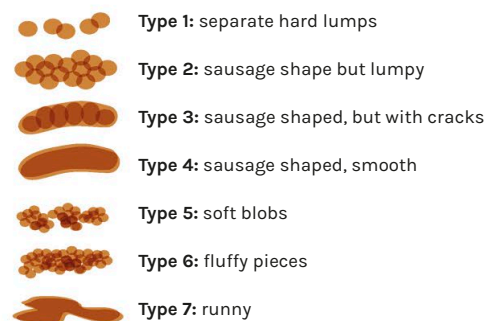 Type 1: separate hard lumps
Type 2: sausage shape but lumpy
Type 3: sausage shaped, but with cracks
Type 4: sausage shaped, smooth
Type 5: soft blobs
Type 6: fluffy pieces
Type 7: runny